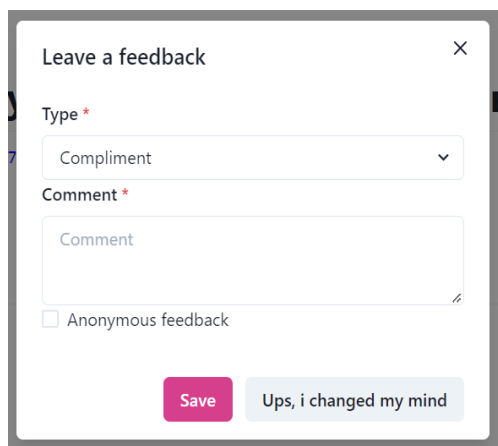 Leave a feedback
Type *
Compliment
Comment *
Comment
Anonymous feedback
Save Ups, i changed my mind